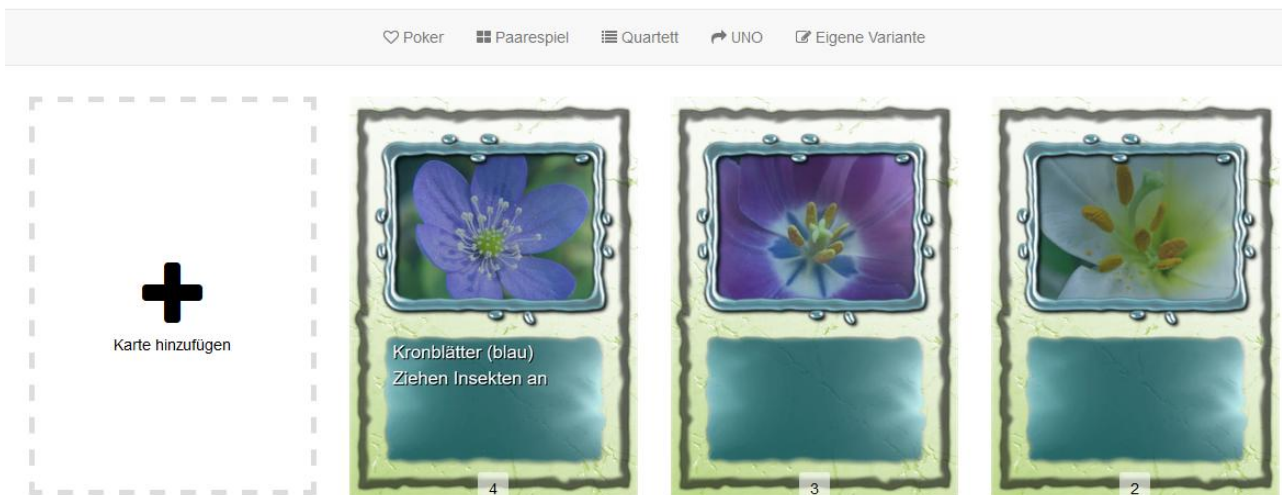 Poker Paarespiel Quartett UNO Eigene Variante
Karte hinzufügen
Kronblätter (blau)
Ziehen Insekten an
4 3 2